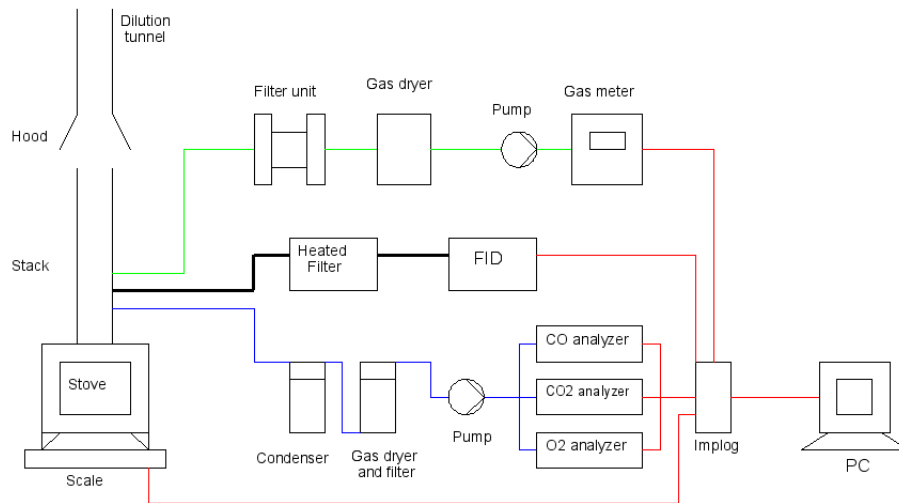 Dilution
tunnel
Filter unit
Gas dryer
Pump
Gas meter
Hood
Stack
Heated
Filter
FID
CO analyzer
CO2 analyzer
O2 analyzer
Stove
Scale
Condenser
Gas dryer
and filter
Pump
Implog
PC